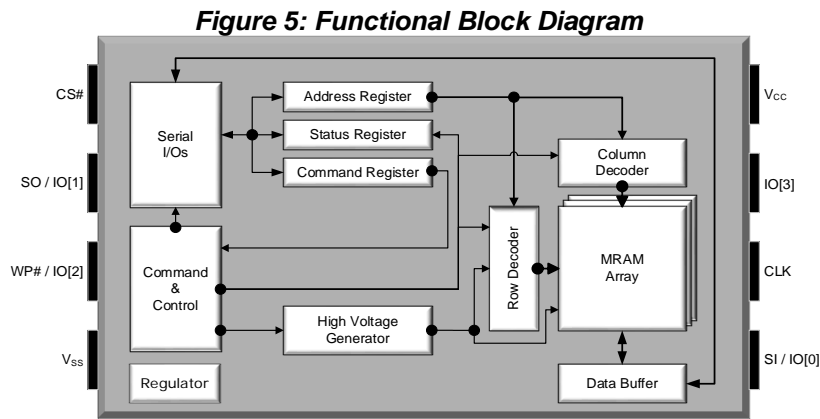 Figure 5: Functional Block Diagram
CS#
SO / IO[1]
WP# / IO[2]
VSS
Serial
I/Os
Command
&
Control
Regulator
Address Register
Status Register
Command Register
High Voltage
Generator
Row Decoder
Column
Decoder
MRAM
Array
Data Buffer
VCC
IO[3]
CLK
SI / IO[0]